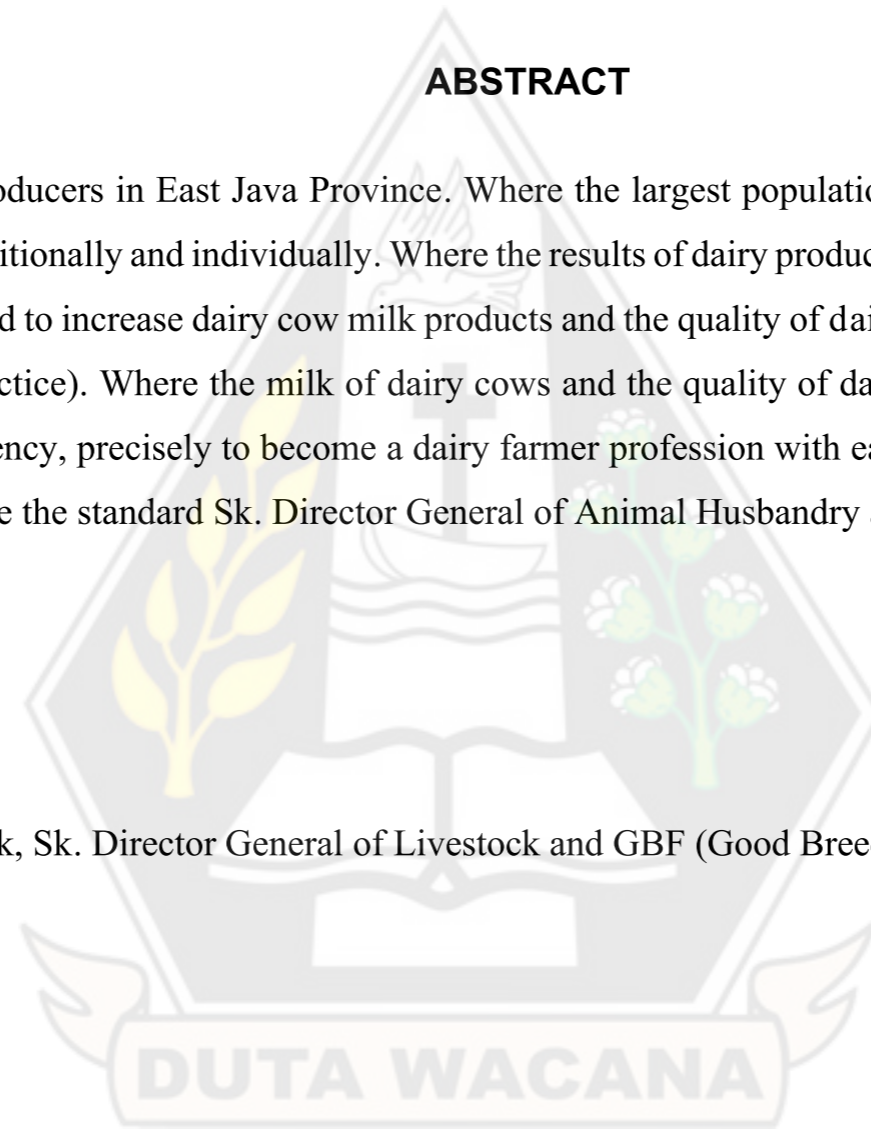 ABSTRACT
oducers in East Java Province. Where the largest populatio
itionally and individually. Where the results of dairy produc
d to increase dairy cow milk products and the quality of dai
ctice). Where the milk of dairy cows and the quality of da
ency, precisely to become a dairy farmer profession with ea
e the standard Sk. Director General of Animal Husbandry
k, Sk. Director General of Livestock and GBF (Good Bree
DUTA WACANA